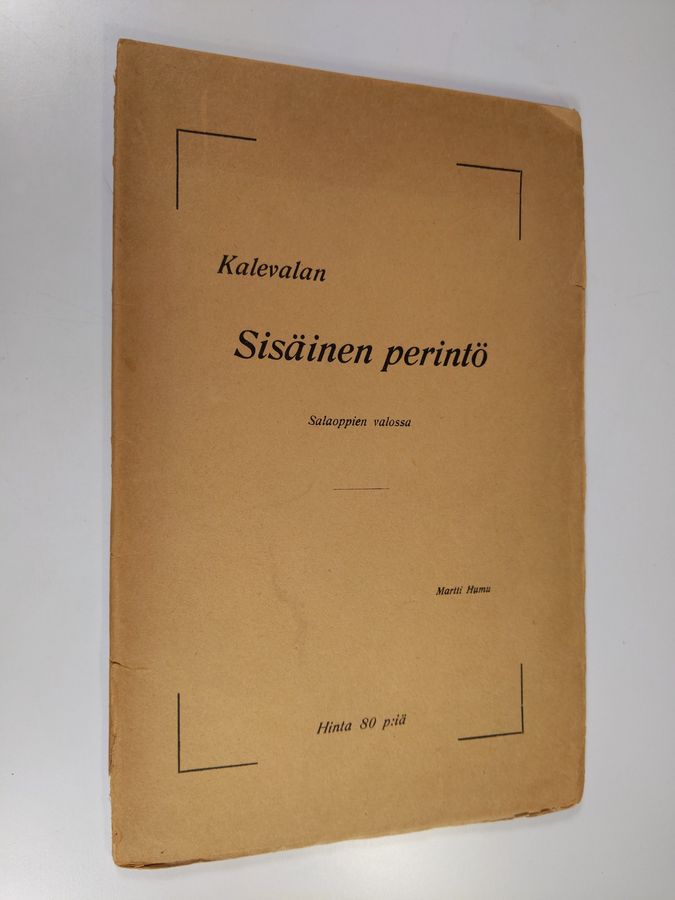 Kalevalan
Sisäinen perintö
Salaoppien valossa
Martti Humu
Hinta 80 p:iä